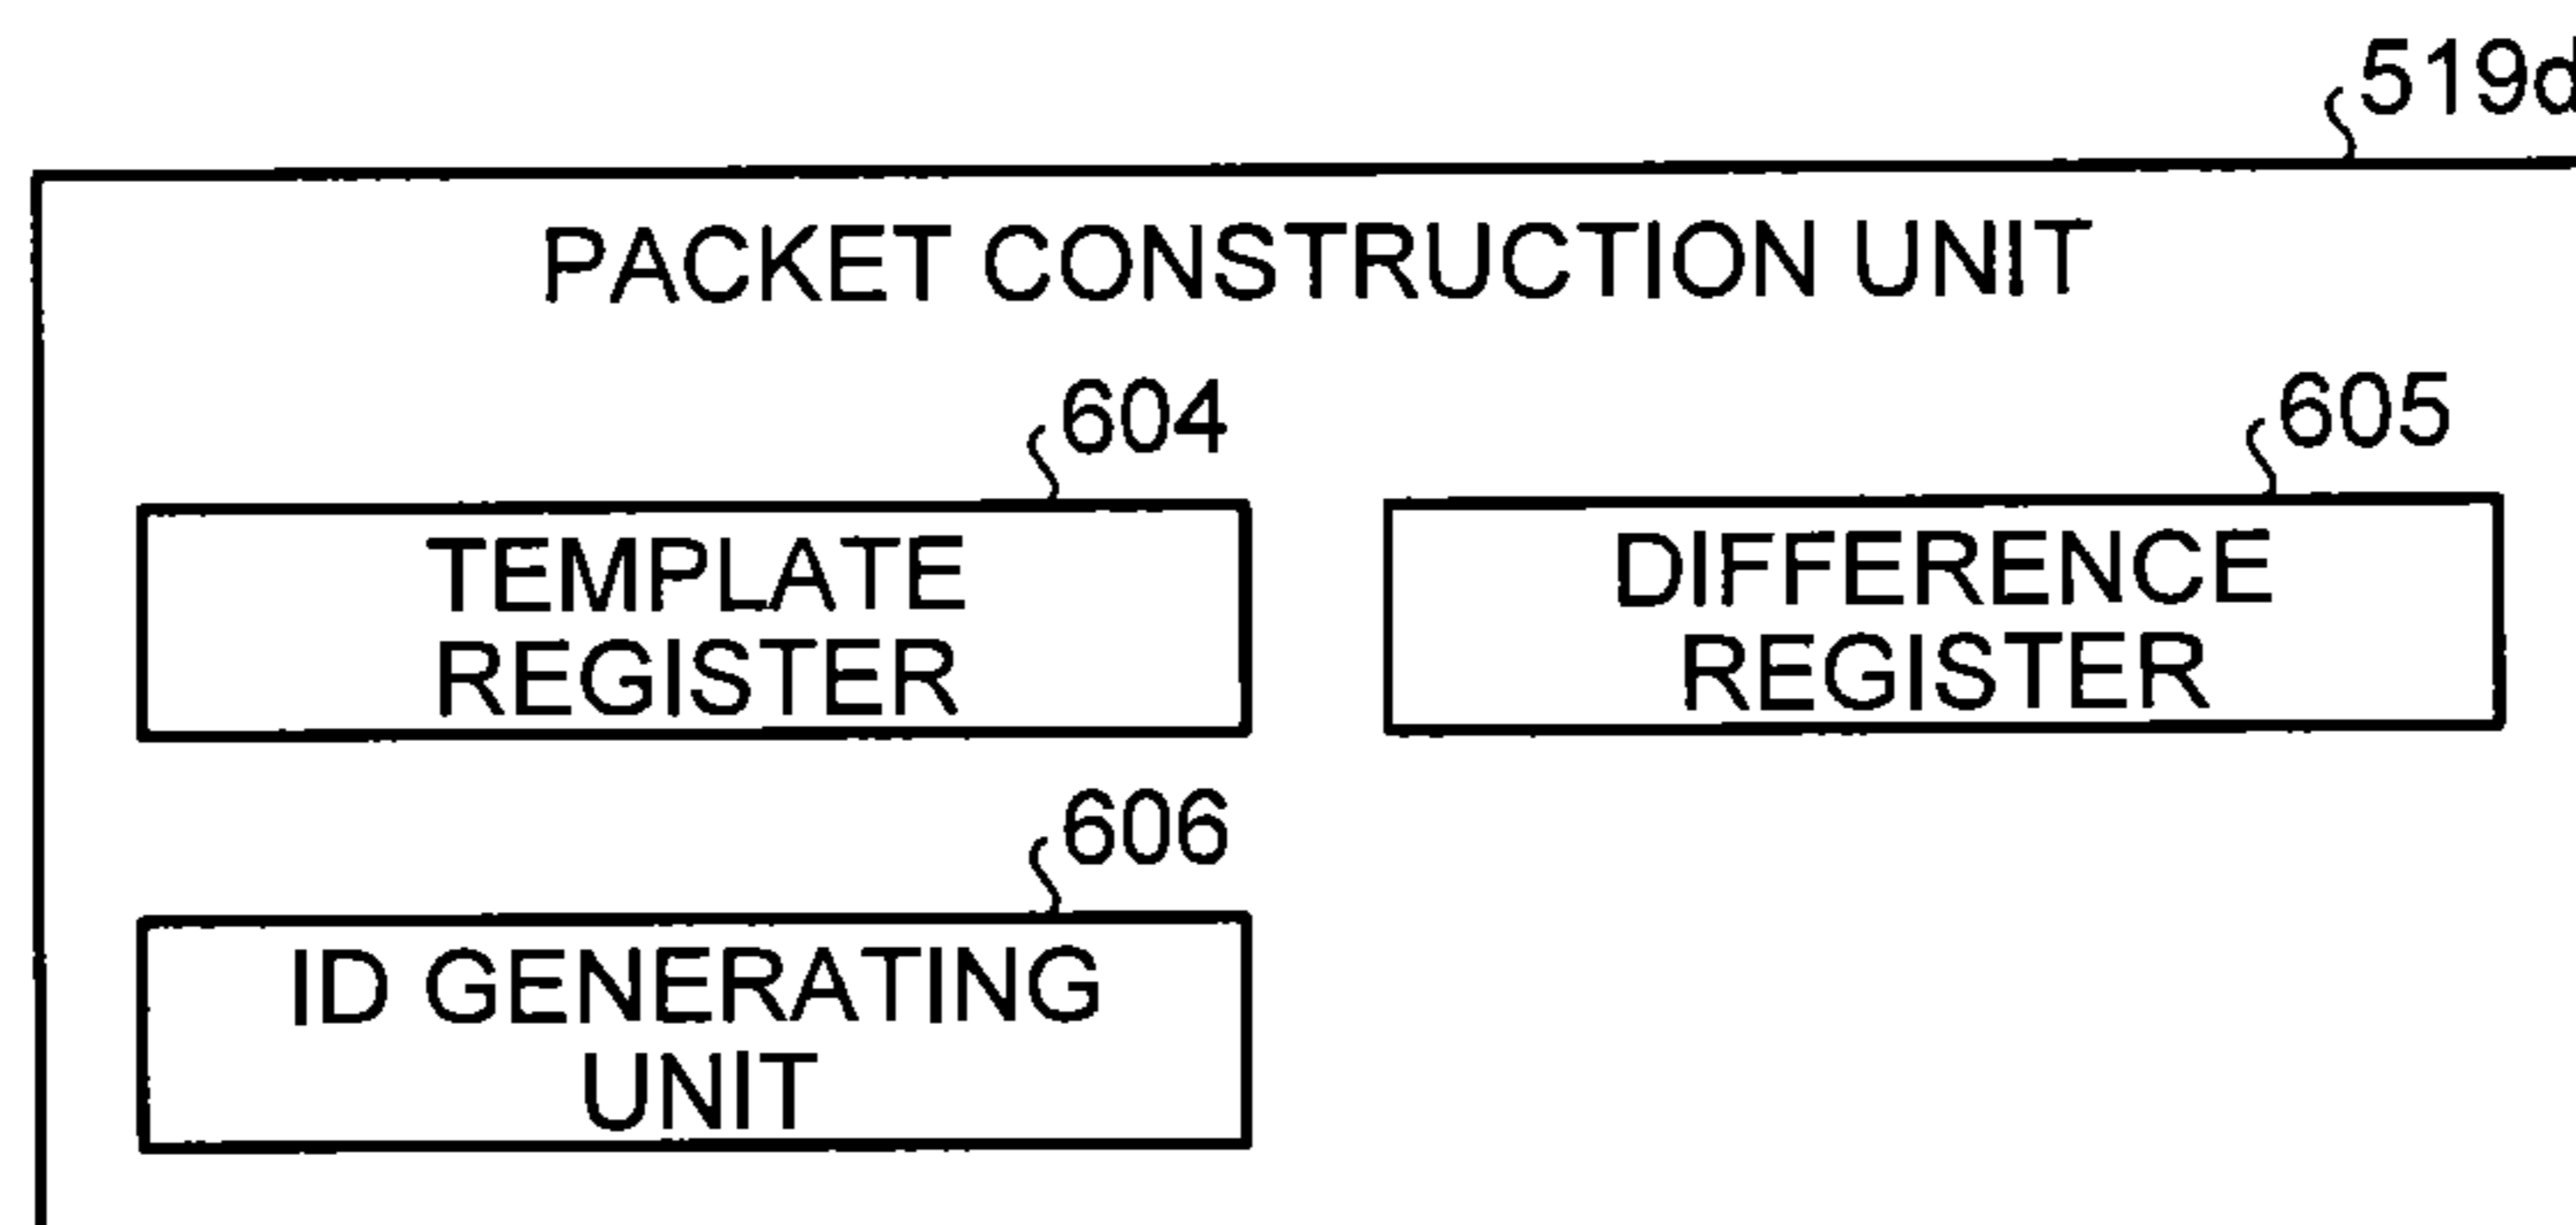 519d
PACKET CONSTRUCTION UNIT
604
605
TEMPLATE
REGISTER
DIFFERENCE
REGISTER
606
ID GENERATING
UNIT